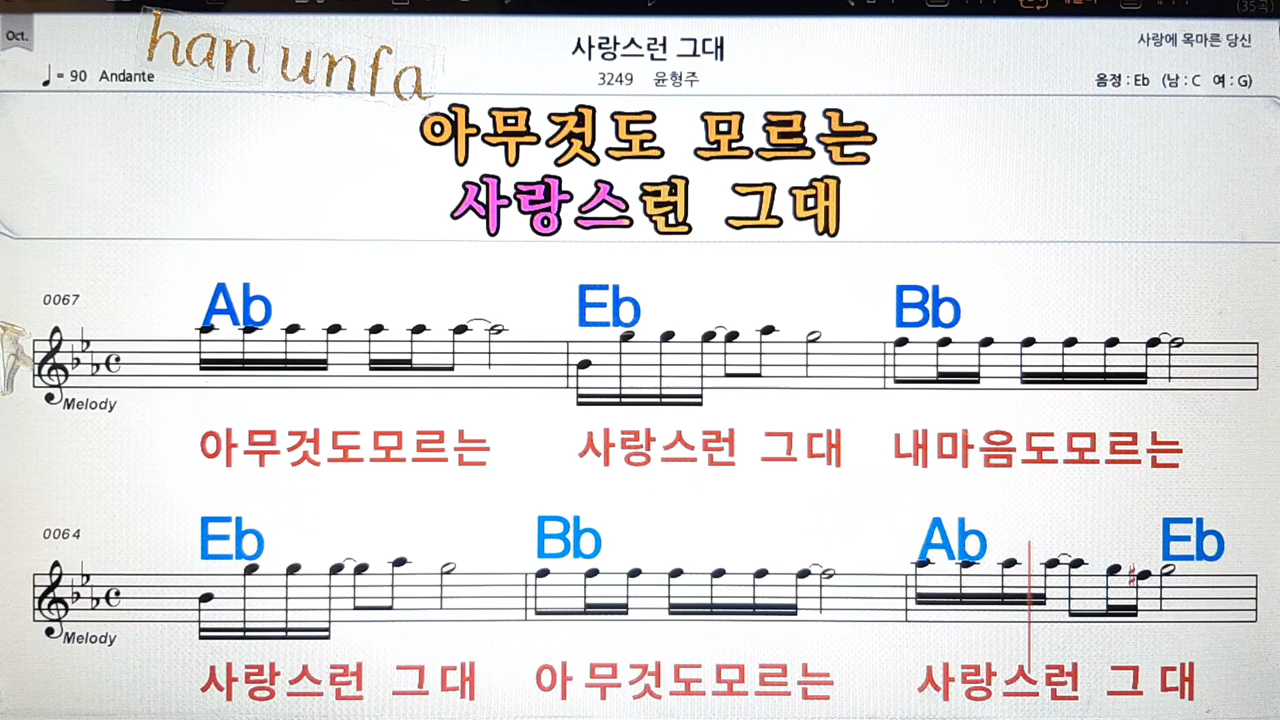 (35곡)
Oct.
han unfa
사랑스런 그대
사랑에 목마른 당신
♩= 90 Andante
3249 윤형주
음정 : Eb (남 : C 여 : G)
아무것도 모르는
사랑스런 그대
0067
Ab Eb Bb
Melody
아무것도모르는 사랑스런 그대 내마음도모르는
0064
Eb Bb Ab Eb
Melody
사랑스런 그대 아무것도모르는 사랑스런 그 대